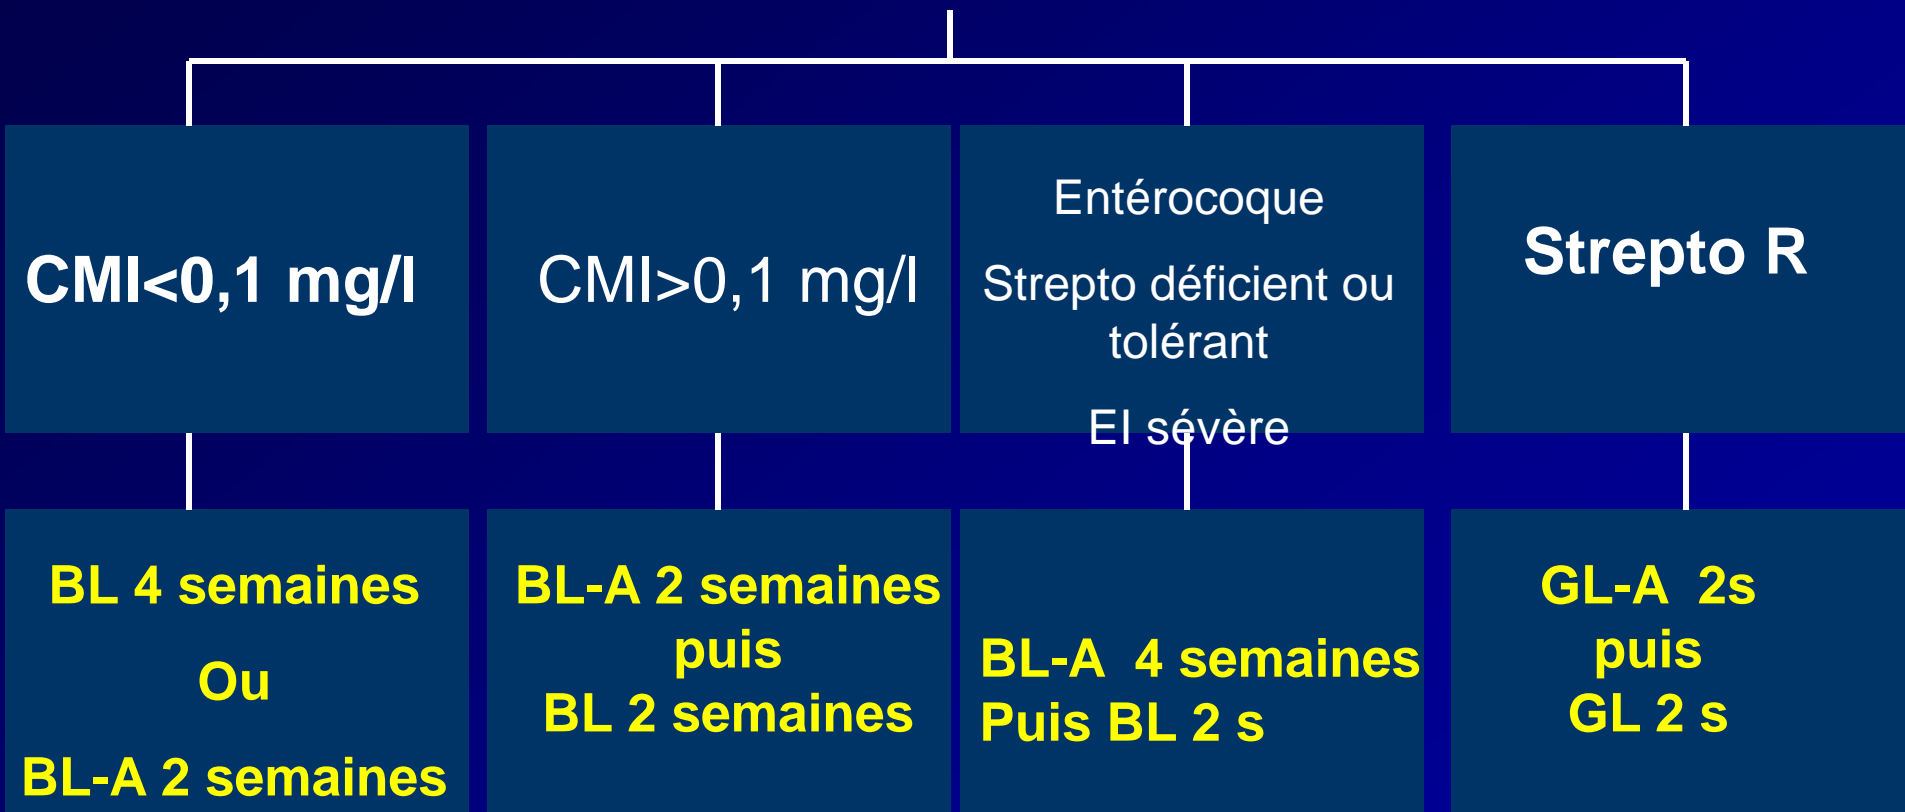 CMI<0,1 mg/l
CMI>0,1 mg/l
Entérocoque
Strepto déficient ou
tolérant
EI sévère
Strepto R
BL 4 semaines
Ou
BL-A 2 semaines
BL-A 2 semaines
puis
BL 2 semaines
BL-A 4 semaines
Puis BL 2 s
GL-A 2s
puis
GL 2 s